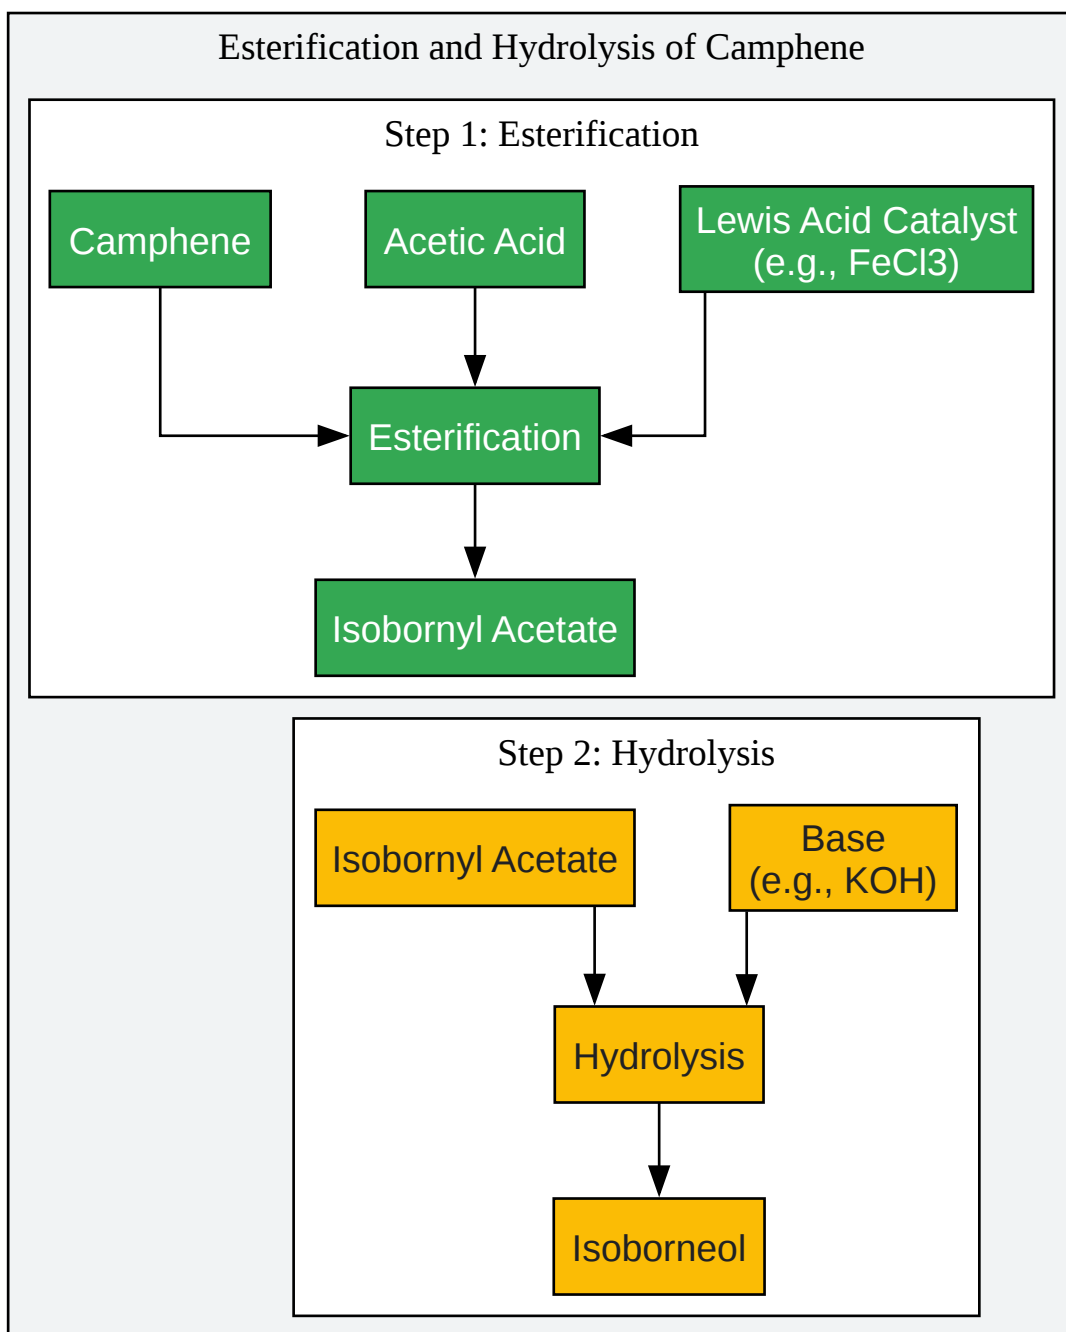 Esterification and Hydrolysis of Camphene
Step 1: Esterification
Camphene
Acetic Acid
Lewis Acid Catalyst
(e.g., FeCl3)
Esterification
Isobornyl Acetate
Step 2: Hydrolysis
Isobornyl Acetate
Base
(e.g., KOH)
Hydrolysis
Isoborneol